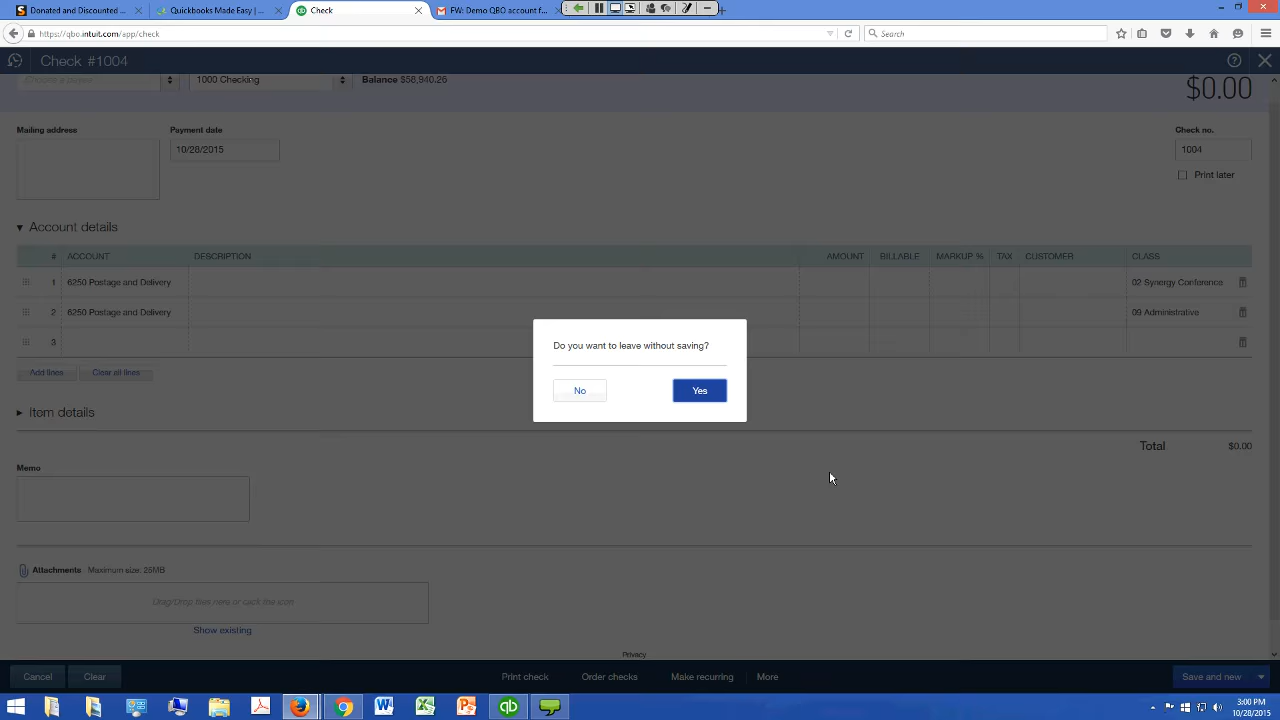 Donated and Discounted ...
Quickbooks Made Easy | ...
Check
FW: Demo QBO account f...
https://qbo.intuit.com/app/check
Search
Check #1004
Choose a payee
1000 Checking
Balance $58,940.26
$0.00
Mailing address
Payment date
Check no.
10/28/2015
1004
Print later
Account details
# ACCOUNT DESCRIPTION AMOUNT BILLABLE MARKUP % TAX CUSTOMER CLASS
1 6250 Postage and Delivery 02 Synergy Conference
2 6250 Postage and Delivery 09 Administrative
3
Do you want to leave without saving?
No Yes
Add lines Clear all lines
Item details
Total $0.00
Memo
Attachments Maximum size: 25MB
Drag/Drop files here or click the icon
Show existing
Privacy
Cancel Clear Print check Order checks Make recurring More Save and new
3:00 PM
10/28/2015